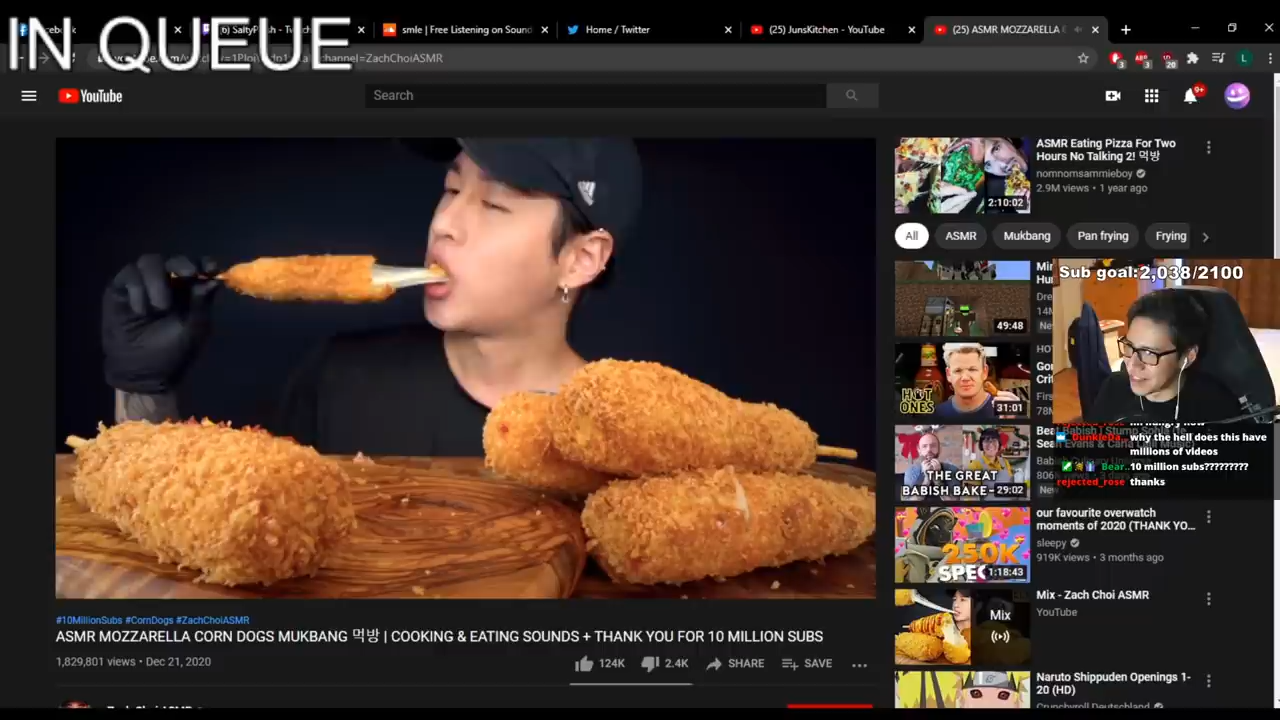 IN QUEUE
smle | Free Listening on Sound
Home / Twitter
(25) JunsKitchen - YouTube
(25) ASMR MOZZARELLA
channel=ZachChoiASMR
YouTube
Search
9+
ASMR Eating Pizza For Two
Hours No Talking 2! 먹방
nomnomsammieboy
2.9M views • 1 year ago
2:10:02
All
ASMR
Mukbang
Pan frying
Frying
Sub goal:2,038/2100
49:48
HOT
ONES
31:01
why the hell does this have
millions of videos
Bear.. 10 million subs?????????
rejected_rose thanks
THE GREAT
BABISH BAKE-
29:02
our favourite overwatch
moments of 2020 (THANK YO...
sleepy
919K views • 3 months ago
250K
1:18:43
Mix - Zach Choi ASMR
YouTube
Mix
Naruto Shippuden Openings 1-
20 (HD)
#10MillionSubs #CornDogs #ZachChoiASMR
ASMR MOZZARELLA CORN DOGS MUKBANG 먹방 | COOKING & EATING SOUNDS + THANK YOU FOR 10 MILLION SUBS
1,829,801 views • Dec 21, 2020
124K
2.4K
SHARE
SAVE